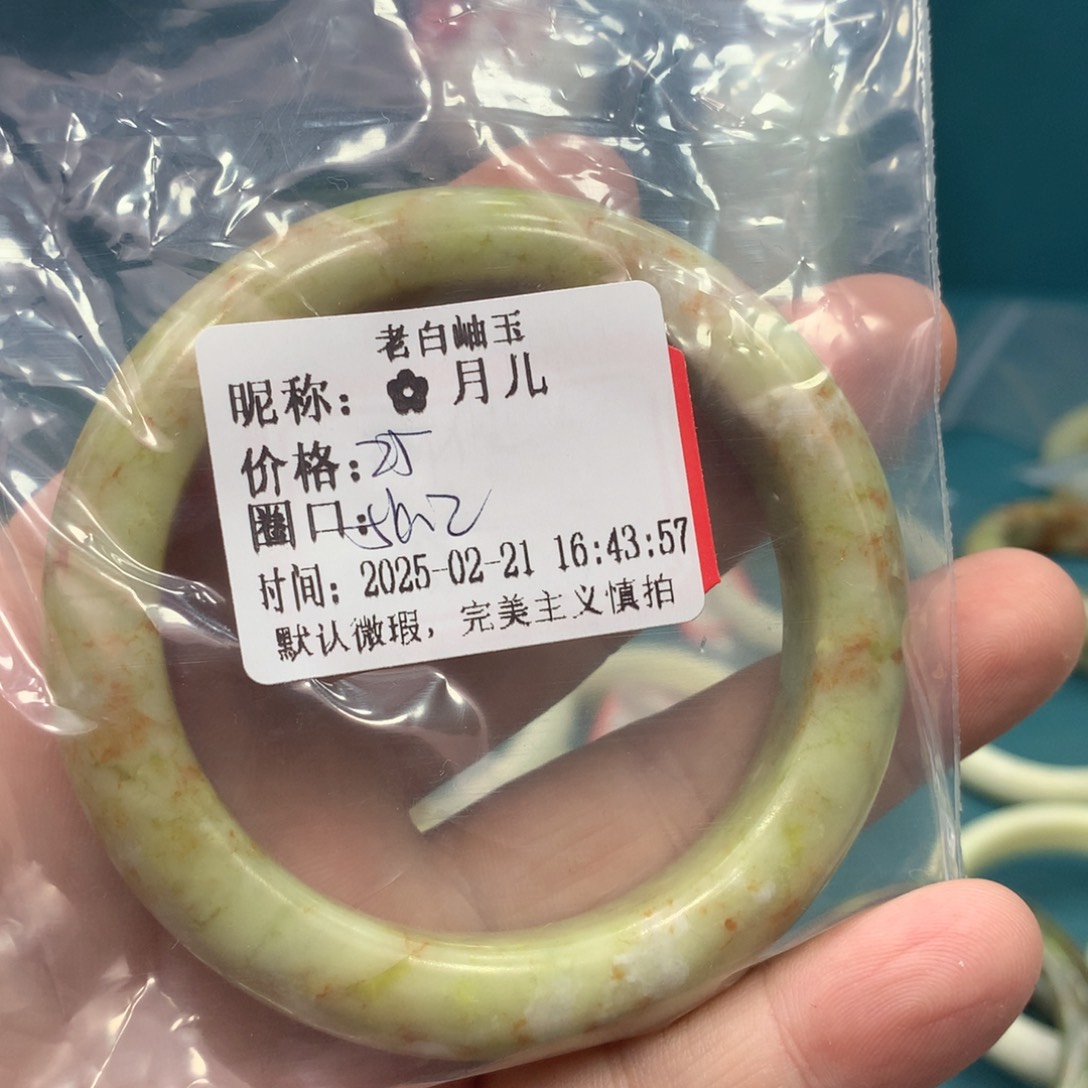 老白岫玉
昵称：✿月儿
价格：25
圈口：
时间：2025-02-21 16:43:57
默认微瑕，完美主义慎拍